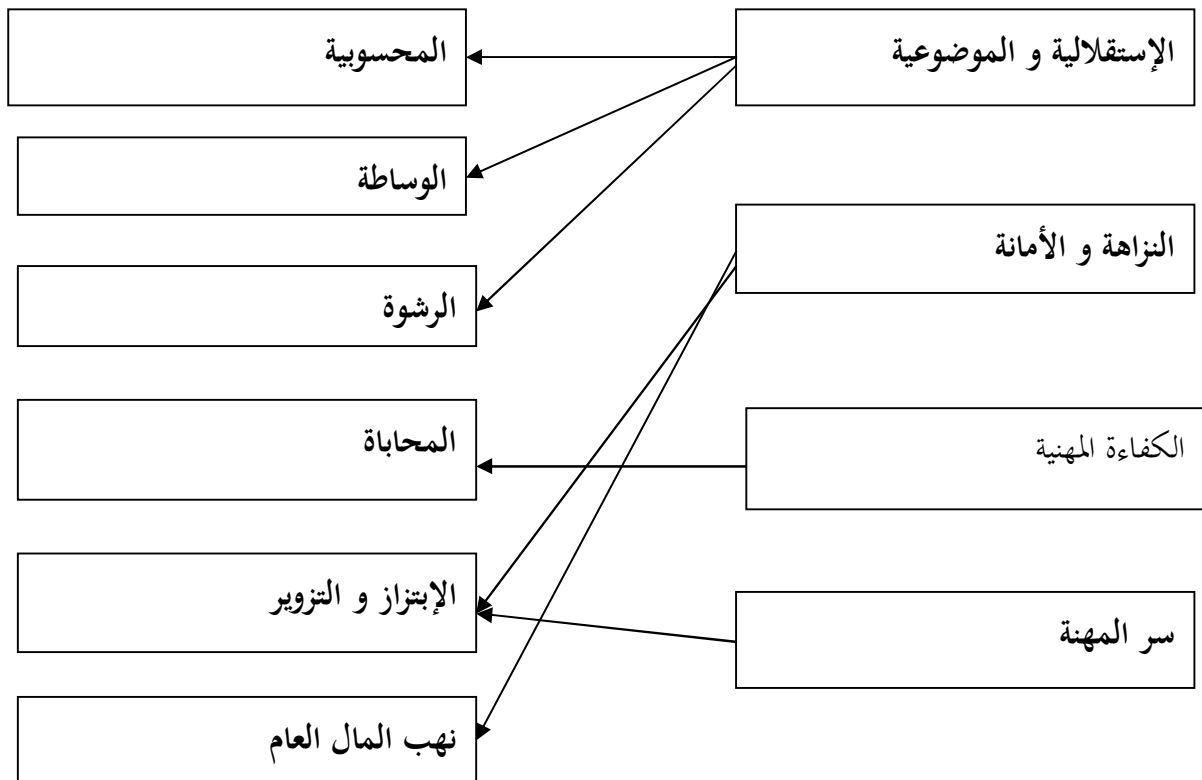 الإستقلالية و الموضوعية
المحسوبية
الوساطة
النزاهة و الأمانة
الرشوة
المحاباة
الكفاءة المهنية
الإبتزاز و التزوير
سر المهنة
نهب المال العام